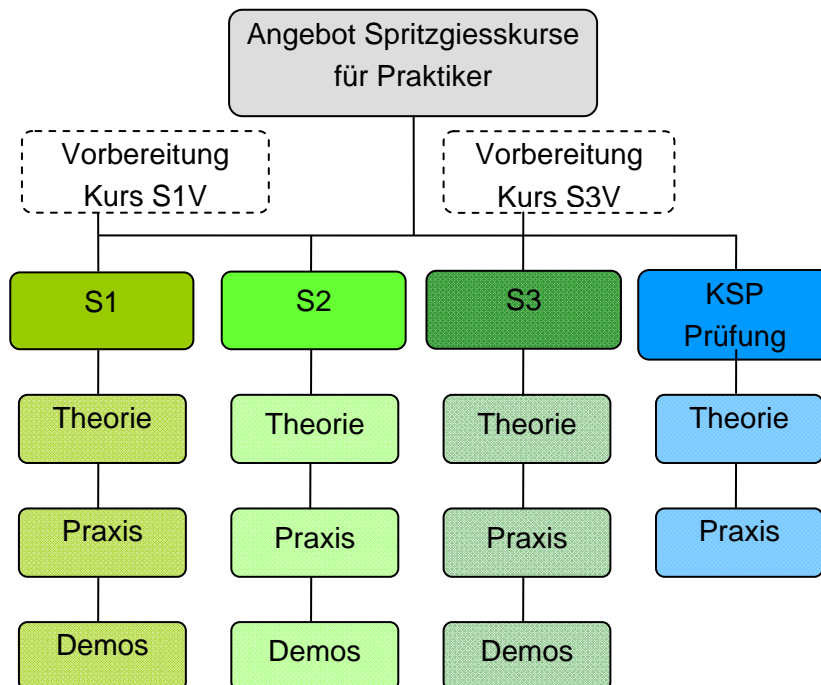 Angebot Spritzgiesskurse
für Praktiker
Vorbereitung
Kurs S1V
Vorbereitung
Kurs S3V
S1
S2
S3
KSP
Prüfung
Theorie
Theorie
Theorie
Theorie
Praxis
Praxis
Praxis
Praxis
Demos
Demos
Demos